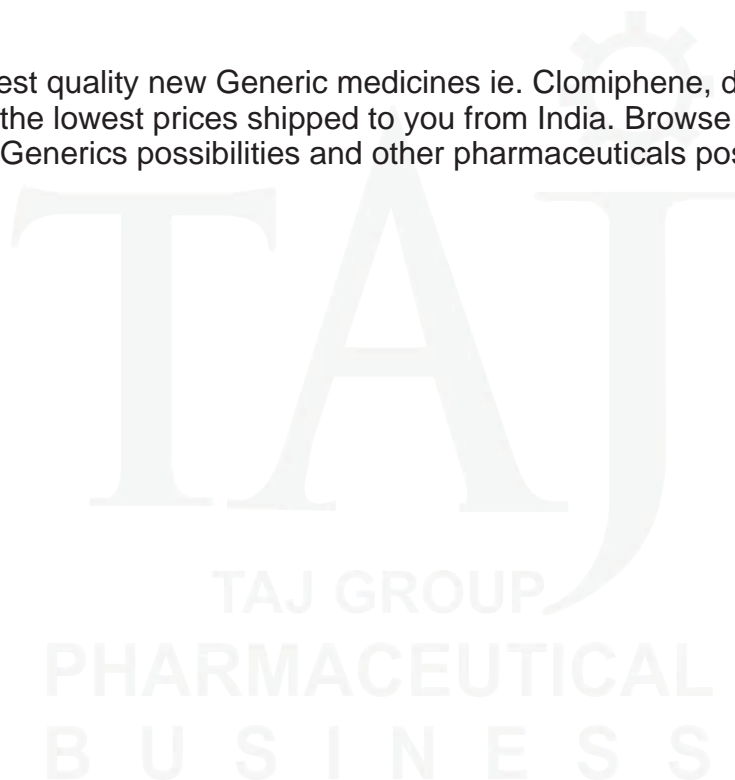 est quality new Generic medicines ie. Clomiphene, d
the lowest prices shipped to you from India. Browse
Generics possibilities and other pharmaceuticals pos
TAJ
TAJ GROUP
PHARMACEUTICAL
BUSINESS